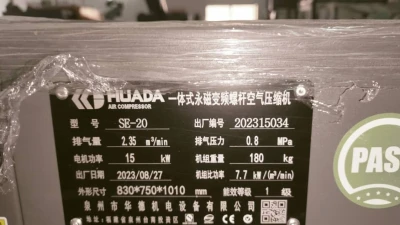 HUADA 一体式永磁变频螺杆空气压缩机
AIR COMPRESSOR
型号 SE-20 出厂编号 202315034
排气量 2.35 m³/min 排气压力 0.8 MPa
电机功率 15 kW 机组重量 180 kg
出厂日期 2023/08/27 机组比功率 7.7 kW/(m³/min)
外形尺寸 830*750*1010 mm 能效等级 1 级
泉州市华德机电设备有限公司
PAS